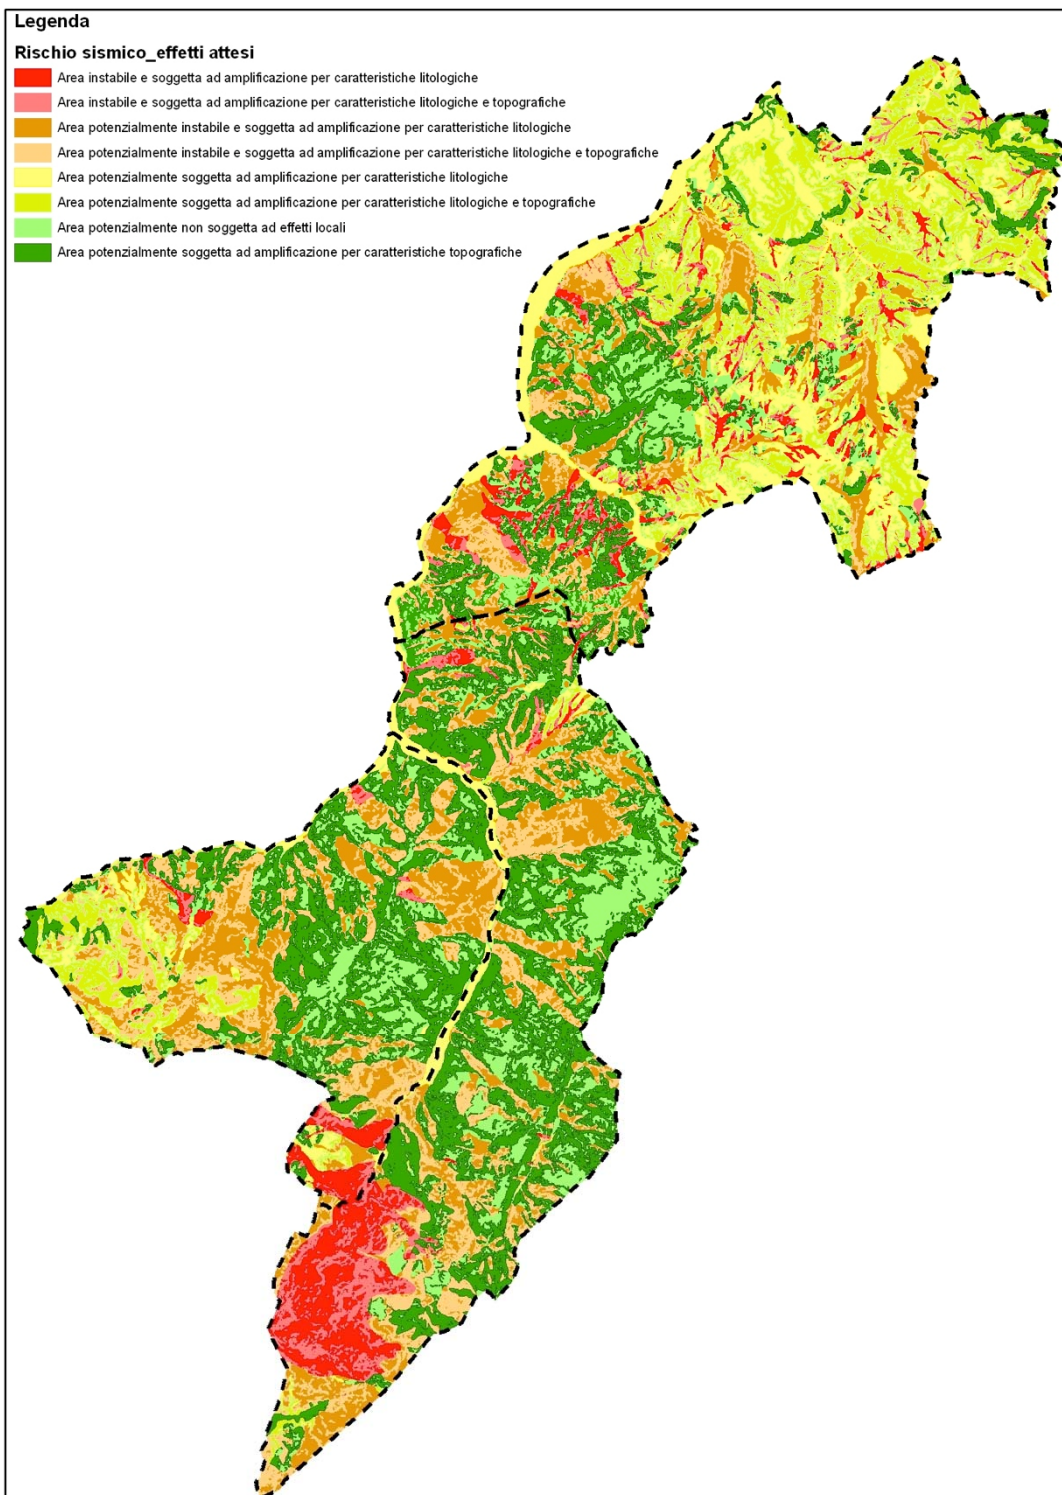 Legenda
Rischio sismico_effetti attesi
Area instabile e soggetta ad amplificazione per caratteristiche litologiche
Area instabile e soggetta ad amplificazione per caratteristiche litologiche e topografiche
Area potenzialmente instabile e soggetta ad amplificazione per caratteristiche litologiche
Area potenzialmente instabile e soggetta ad amplificazione per caratteristiche litologiche e topografiche
Area potenzialmente soggetta ad amplificazione per caratteristiche litologiche
Area potenzialmente soggetta ad amplificazione per caratteristiche litologiche e topografiche
Area potenzialmente non soggetta ad effetti locali
Area potenzialmente soggetta ad amplificazione per caratteristiche topografiche